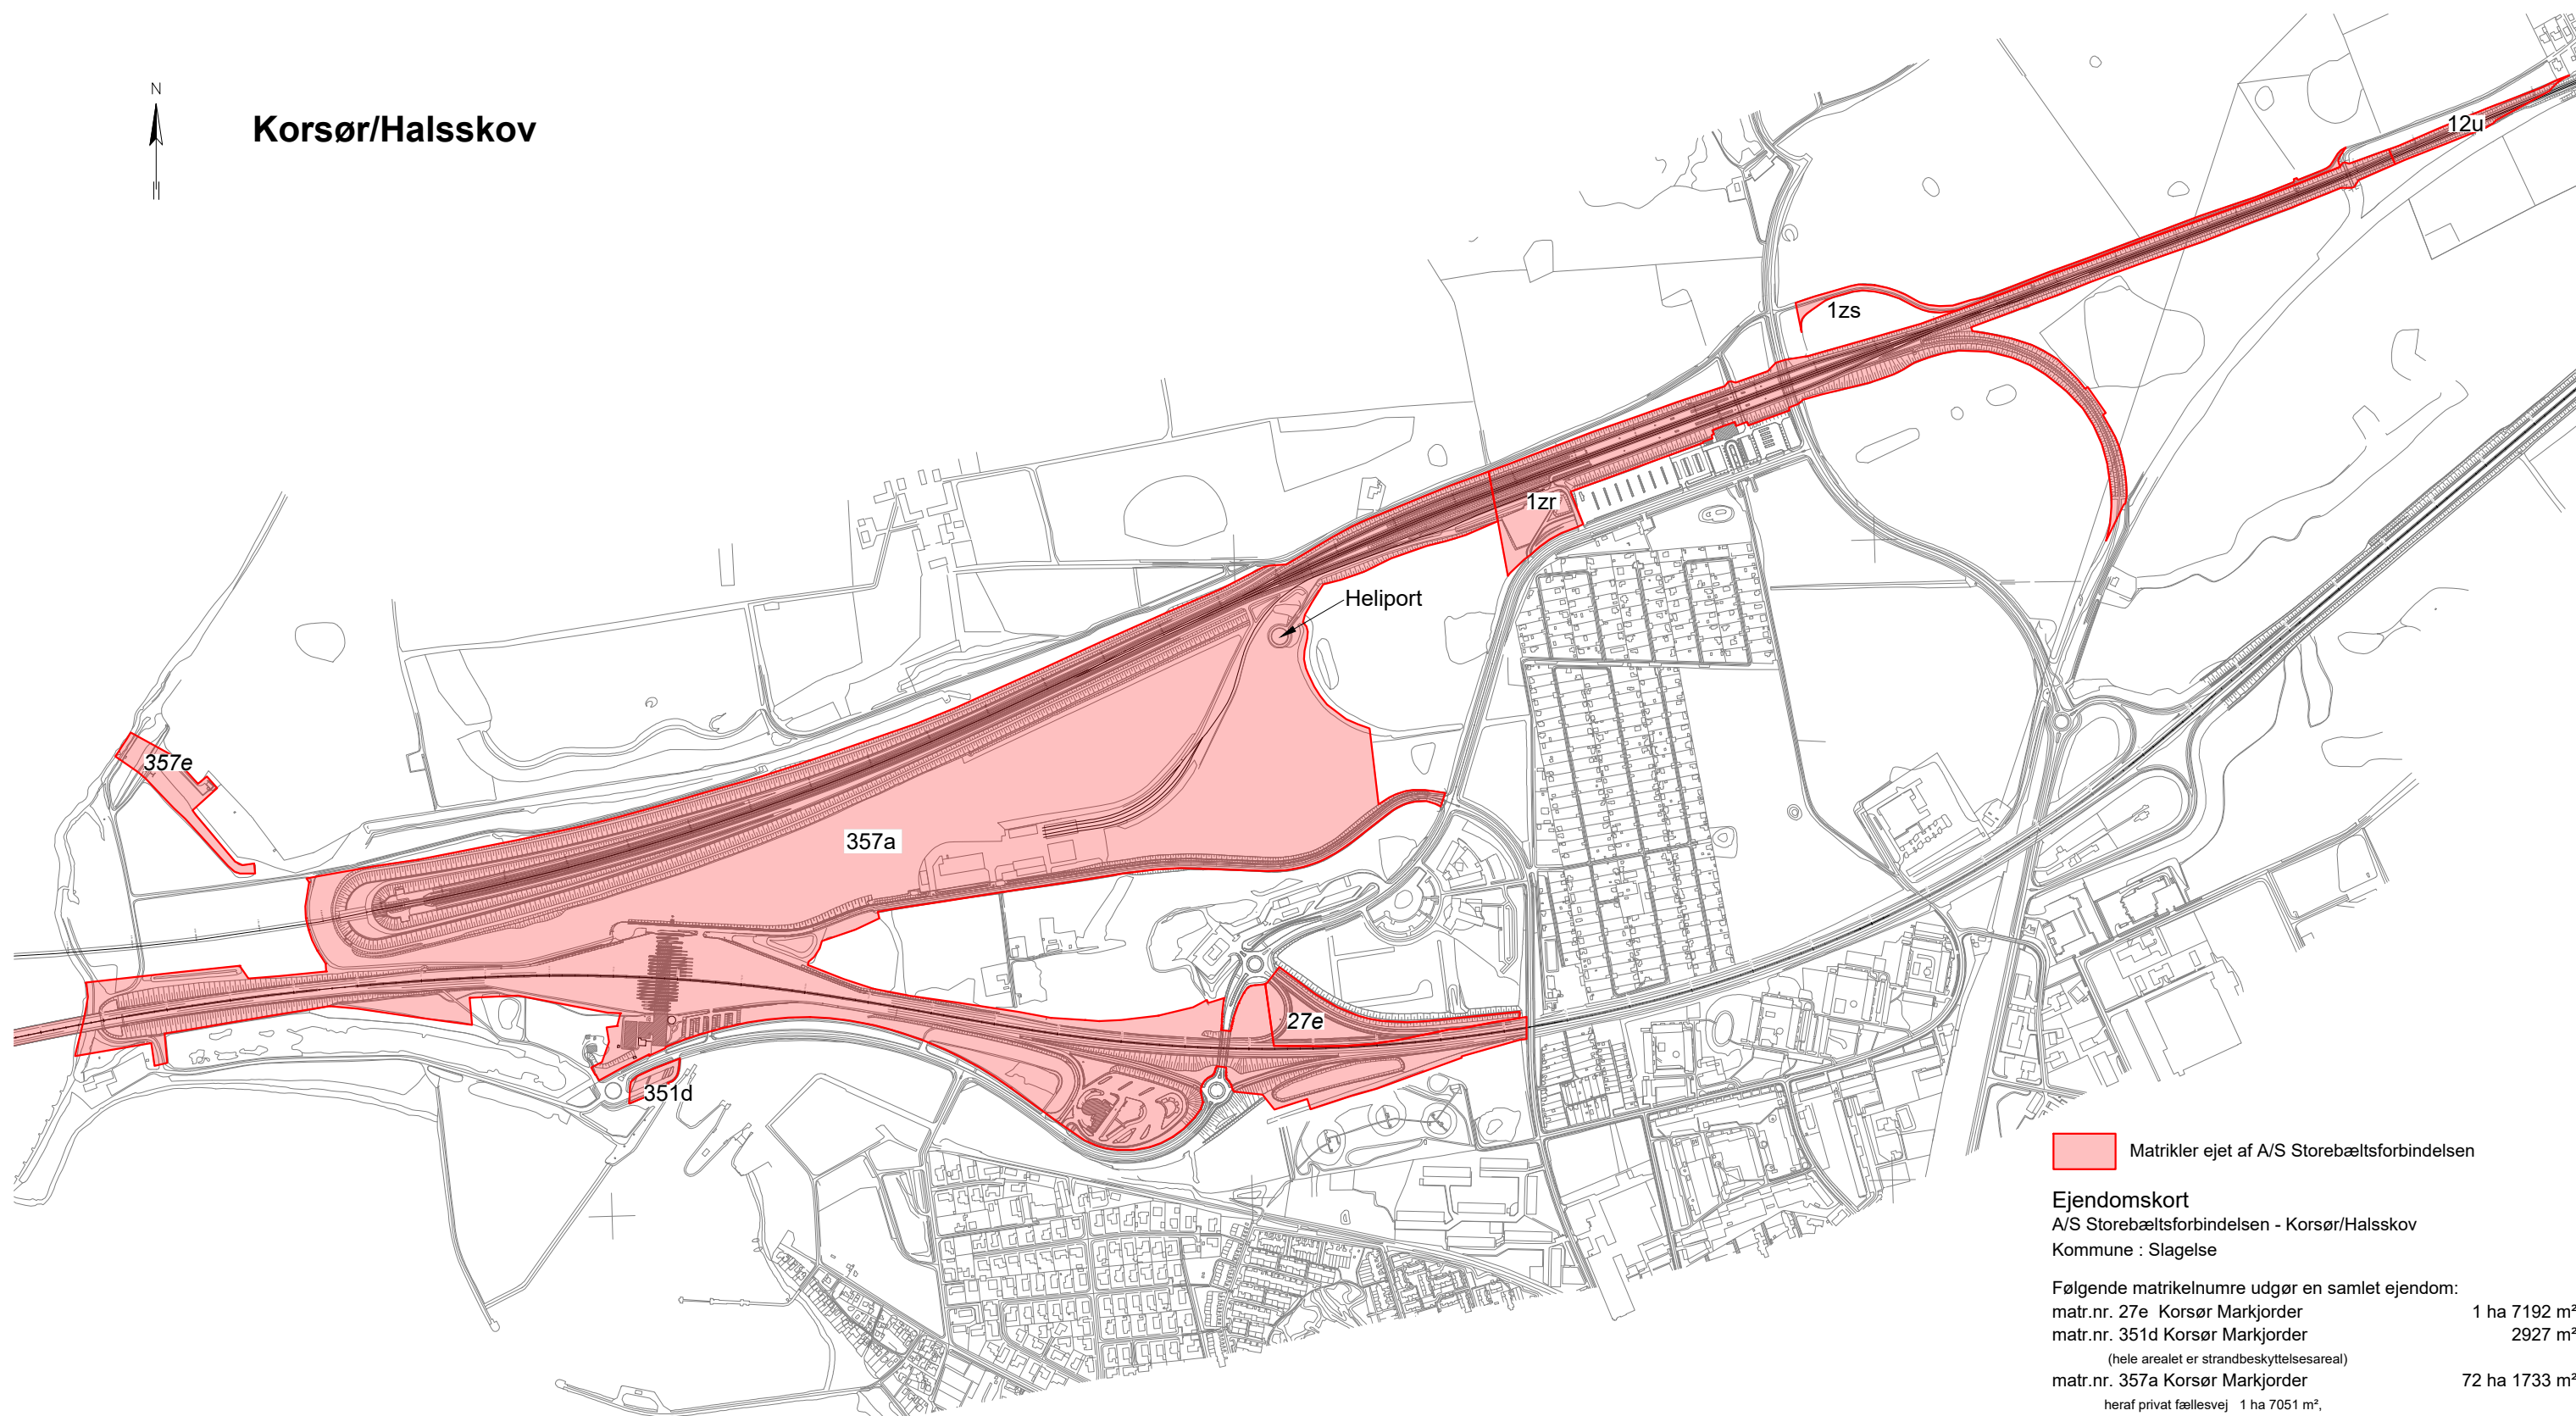 N
Korsør/Halsskov
12u
1zs
1zr
Heliport
357e
357a
27e
351d
Matrikler ejet af A/S Storebæltsforbindelsen
Ejendomskort
A/S Storebæltsforbindelsen - Korsør/Halsskov
Kommune : Slagelse
Følgende matrikelnumre udgør en samlet ejendom:
matr.nr. 27e Korsør Markjorder 1 ha 7192 m²
matr.nr. 351d Korsør Markjorder 2927 m²
(hele arealet er strandbeskyttelsesareal)
matr.nr. 357a Korsør Markjorder 72 ha 1733 m²
heraf privat fællesvej 1 ha 7051 m²,